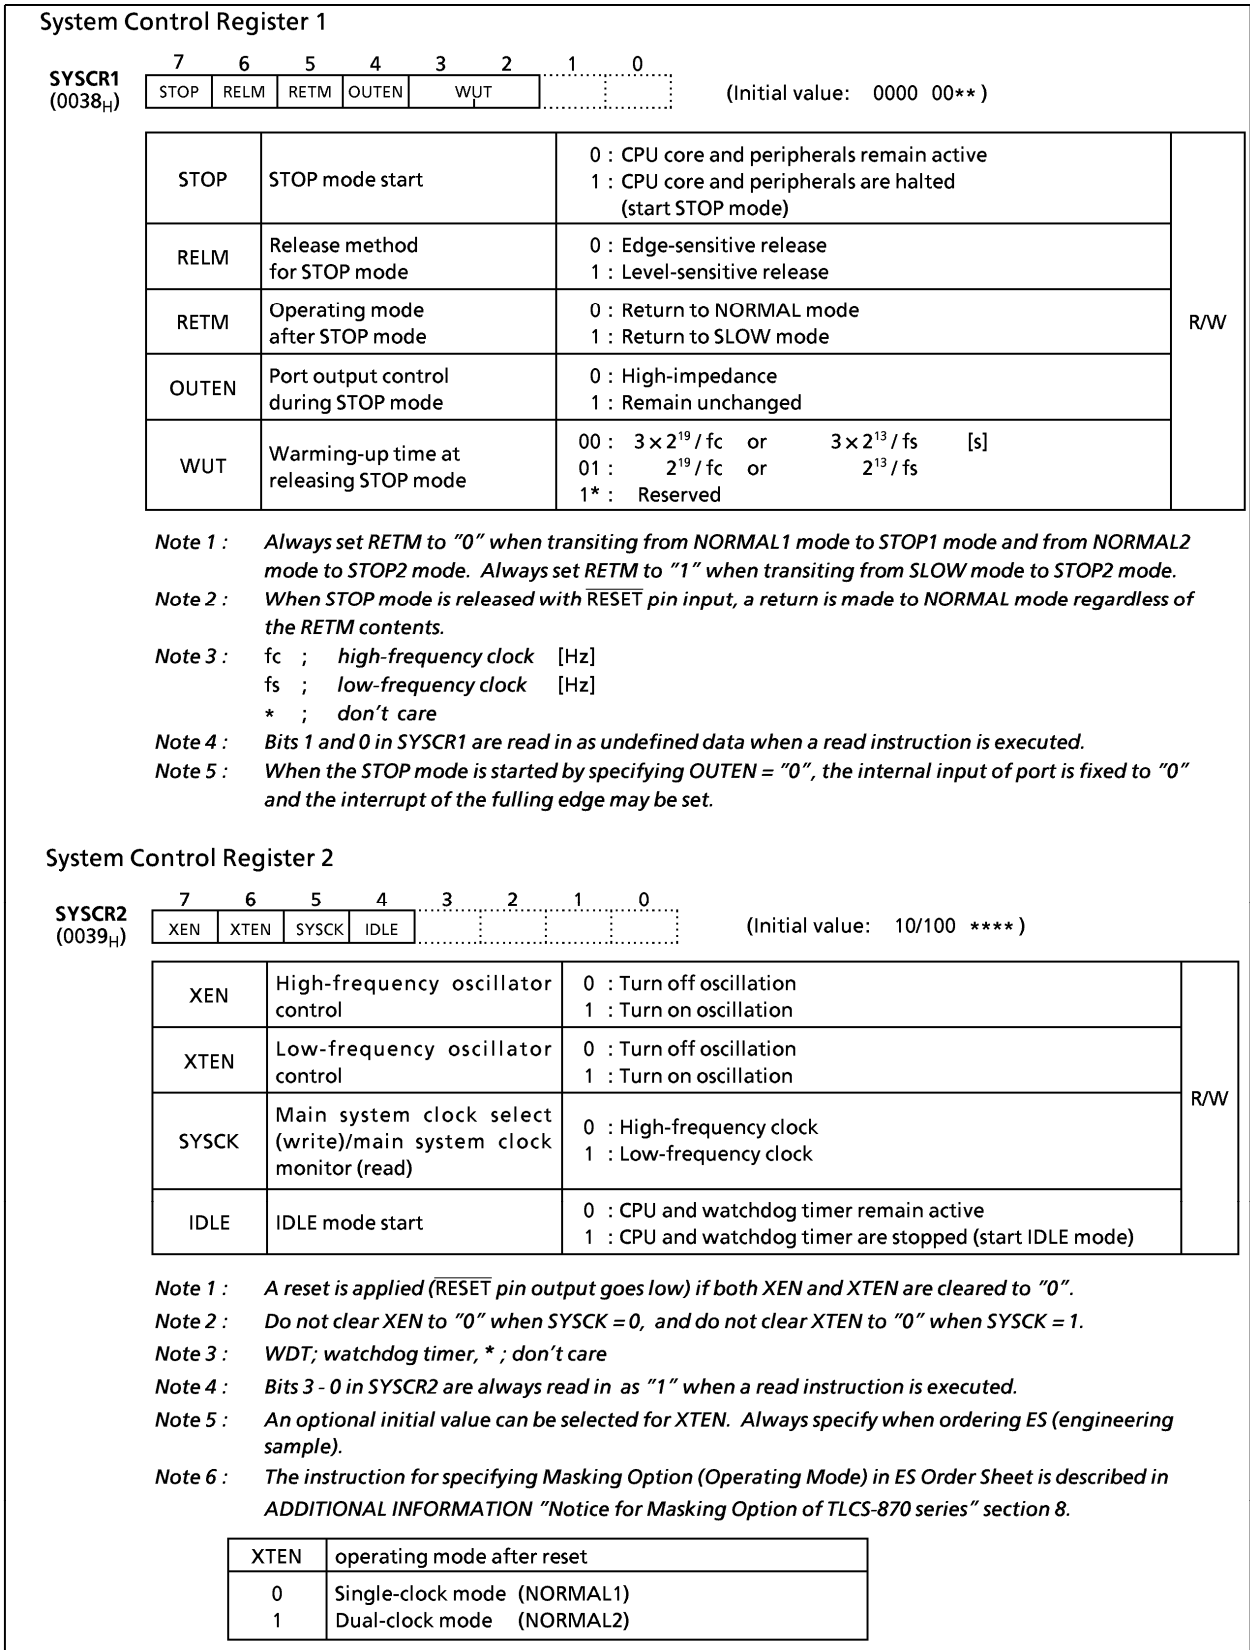 System Control Register 1
7 6 5 4 3 2 1 0
SYSCR1 STOP RELM RETM OUTEN WUT (Initial value: 0000 00**)
(0038H)
STOP STOP mode start 0 : CPU core and peripherals remain active
1 : CPU core and peripherals are halted
(start STOP mode)
RELM Release method 0 : Edge-sensitive release
for STOP mode 1 : Level-sensitive release
RETM Operating mode 0 : Return to NORMAL mode R/W
after STOP mode 1 : Return to SLOW mode
OUTEN Port output control 0 : High-impedance
during STOP mode 1 : Remain unchanged
WUT Warming-up time at 00 : 3 × 2¹⁹ / fc or 3 × 2¹³ / fs [s]
releasing STOP mode 01 : 2¹⁹ / fc or 2¹³ / fs
1* : Reserved
Note 1 : Always set RETM to "0" when transiting from NORMAL1 mode to STOP1 mode and from NORMAL2
mode to STOP2 mode. Always set RETM to "1" when transiting from SLOW mode to STOP2 mode.
Note 2 : When STOP mode is released with RESET pin input, a return is made to NORMAL mode regardless of
the RETM contents.
Note 3 : fc ; high-frequency clock [Hz]
fs ; low-frequency clock [Hz]
* ; don't care
Note 4 : Bits 1 and 0 in SYSCR1 are read in as undefined data when a read instruction is executed.
Note 5 : When the STOP mode is started by specifying OUTEN = "0", the internal input of port is fixed to "0"
and the interrupt of the fulling edge may be set.
System Control Register 2
7 6 5 4 3 2 1 0
SYSCR2 XEN XTEN SYSCK IDLE (Initial value: 10/100 ****)
(0039H)
XEN High-frequency oscillator 0 : Turn off oscillation
control 1 : Turn on oscillation
XTEN Low-frequency oscillator 0 : Turn off oscillation
control 1 : Turn on oscillation
R/W
SYSCK Main system clock select 0 : High-frequency clock
(write)/main system clock 1 : Low-frequency clock
monitor (read)
IDLE IDLE mode start 0 : CPU and watchdog timer remain active
1 : CPU and watchdog timer are stopped (start IDLE mode)
Note 1 : A reset is applied (RESET pin output goes low) if both XEN and XTEN are cleared to "0".
Note 2 : Do not clear XEN to "0" when SYSCK = 0, and do not clear XTEN to "0" when SYSCK = 1.
Note 3 : WDT; watchdog timer, * ; don't care
Note 4 : Bits 3 - 0 in SYSCR2 are always read in as "1" when a read instruction is executed.
Note 5 : An optional initial value can be selected for XTEN. Always specify when ordering ES (engineering
sample).
Note 6 : The instruction for specifying Masking Option (Operating Mode) in ES Order Sheet is described in
ADDITIONAL INFORMATION "Notice for Masking Option of TLCS-870 series" section 8.
XTEN operating mode after reset
0 Single-clock mode (NORMAL1)
1 Dual-clock mode (NORMAL2)